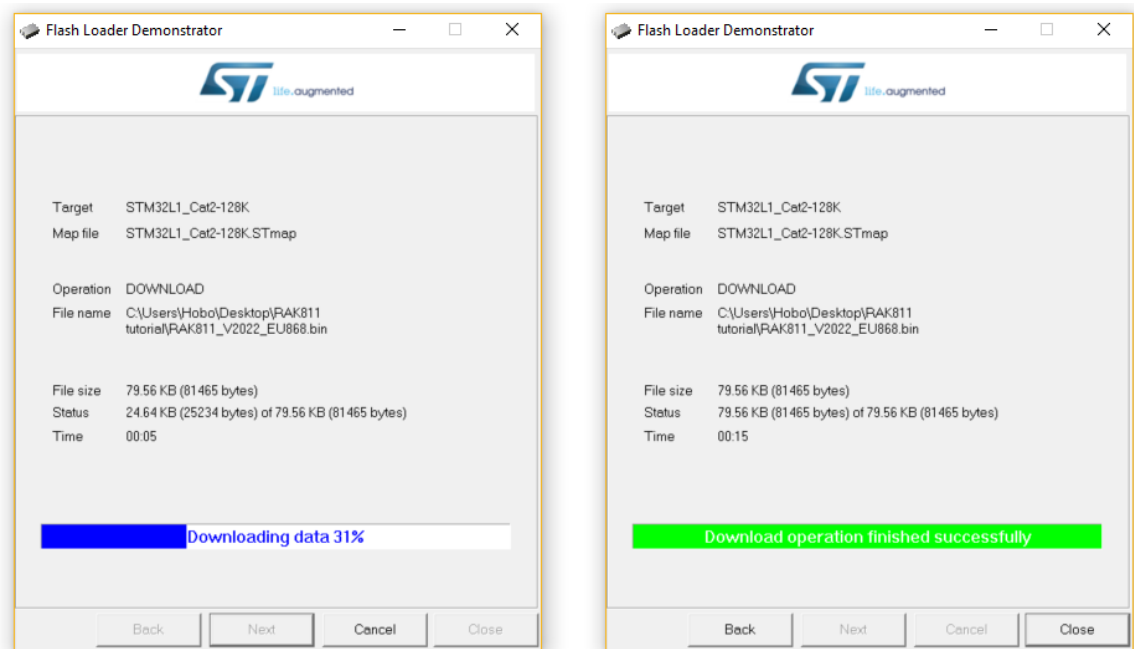 Flash Loader Demonstrator
ST life.augmented
Target STM32L1_Cat2-128K
Map file STM32L1_Cat2-128K.STmap
Operation DOWNLOAD
File name C:\Users\Hobo\Desktop\RAK811
tutorial\RAK811_V2022_EU868.bin
File size 79.56 KB (81465 bytes)
Status 24.64 KB (25234 bytes) of 79.56 KB (81465 bytes)
Time 00:05
Downloading data 31%
Back Next Cancel Close
Flash Loader Demonstrator
ST life.augmented
Target STM32L1_Cat2-128K
Map file STM32L1_Cat2-128K.STmap
Operation DOWNLOAD
File name C:\Users\Hobo\Desktop\RAK811
tutorial\RAK811_V2022_EU868.bin
File size 79.56 KB (81465 bytes)
Status 79.56 KB (81465 bytes) of 79.56 KB (81465 bytes)
Time 00:15
Download operation finished successfully
Back Next Cancel Close